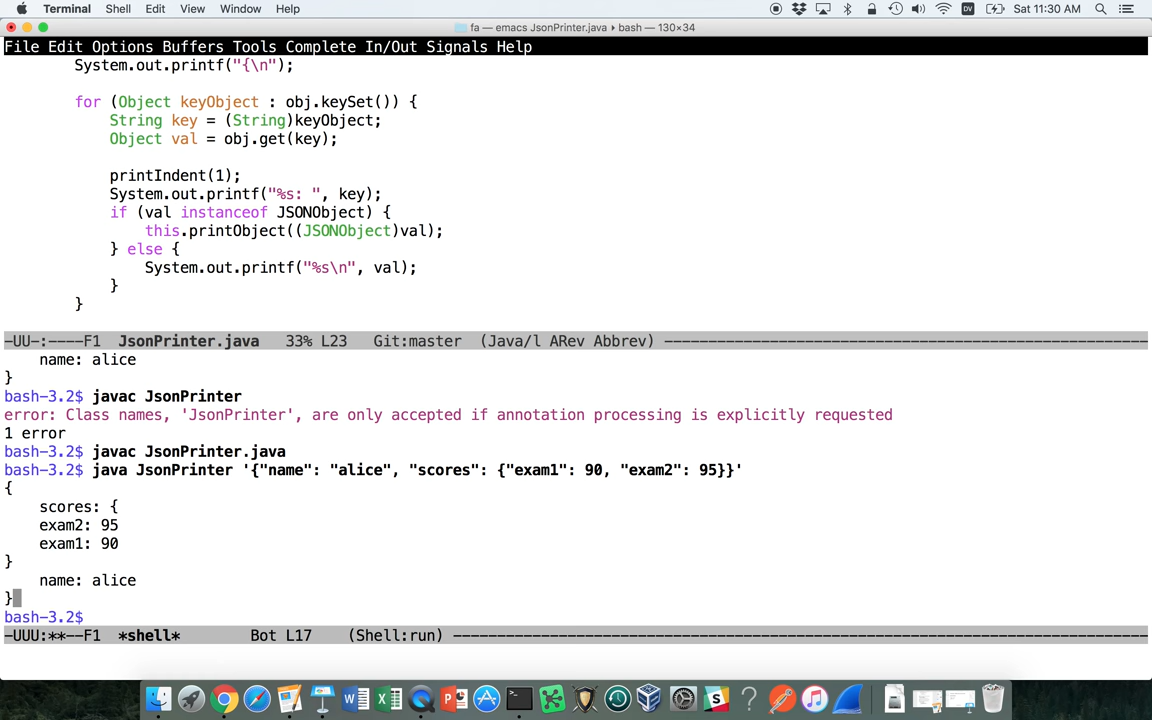 Terminal Shell Edit View Window Help Sat 11:30 AM
fa — emacs JsonPrinter.java ▸ bash — 130×34
File Edit Options Buffers Tools Complete In/Out Signals Help
System.out.printf("{\n");
for (Object keyObject : obj.keySet()) {
String key = (String)keyObject;
Object val = obj.get(key);
printIndent(1);
System.out.printf("%s: ", key);
if (val instanceof JSONObject) {
this.printObject((JSONObject)val);
} else {
System.out.printf("%s\n", val);
}
}
-UU-:----F1 JsonPrinter.java 33% L23 Git:master (Java/l ARev Abbrev) ----------------------------------------------------------
name: alice
}
bash-3.2$ javac JsonPrinter
error: Class names, 'JsonPrinter', are only accepted if annotation processing is explicitly requested
1 error
bash-3.2$ javac JsonPrinter.java
bash-3.2$ java JsonPrinter '{"name": "alice", "scores": {"exam1": 90, "exam2": 95}}'
{
scores: {
exam2: 95
exam1: 90
}
name: alice
}
bash-3.2$
-UUU:**--F1 *shell* Bot L17 (Shell:run) ----------------------------------------------------------